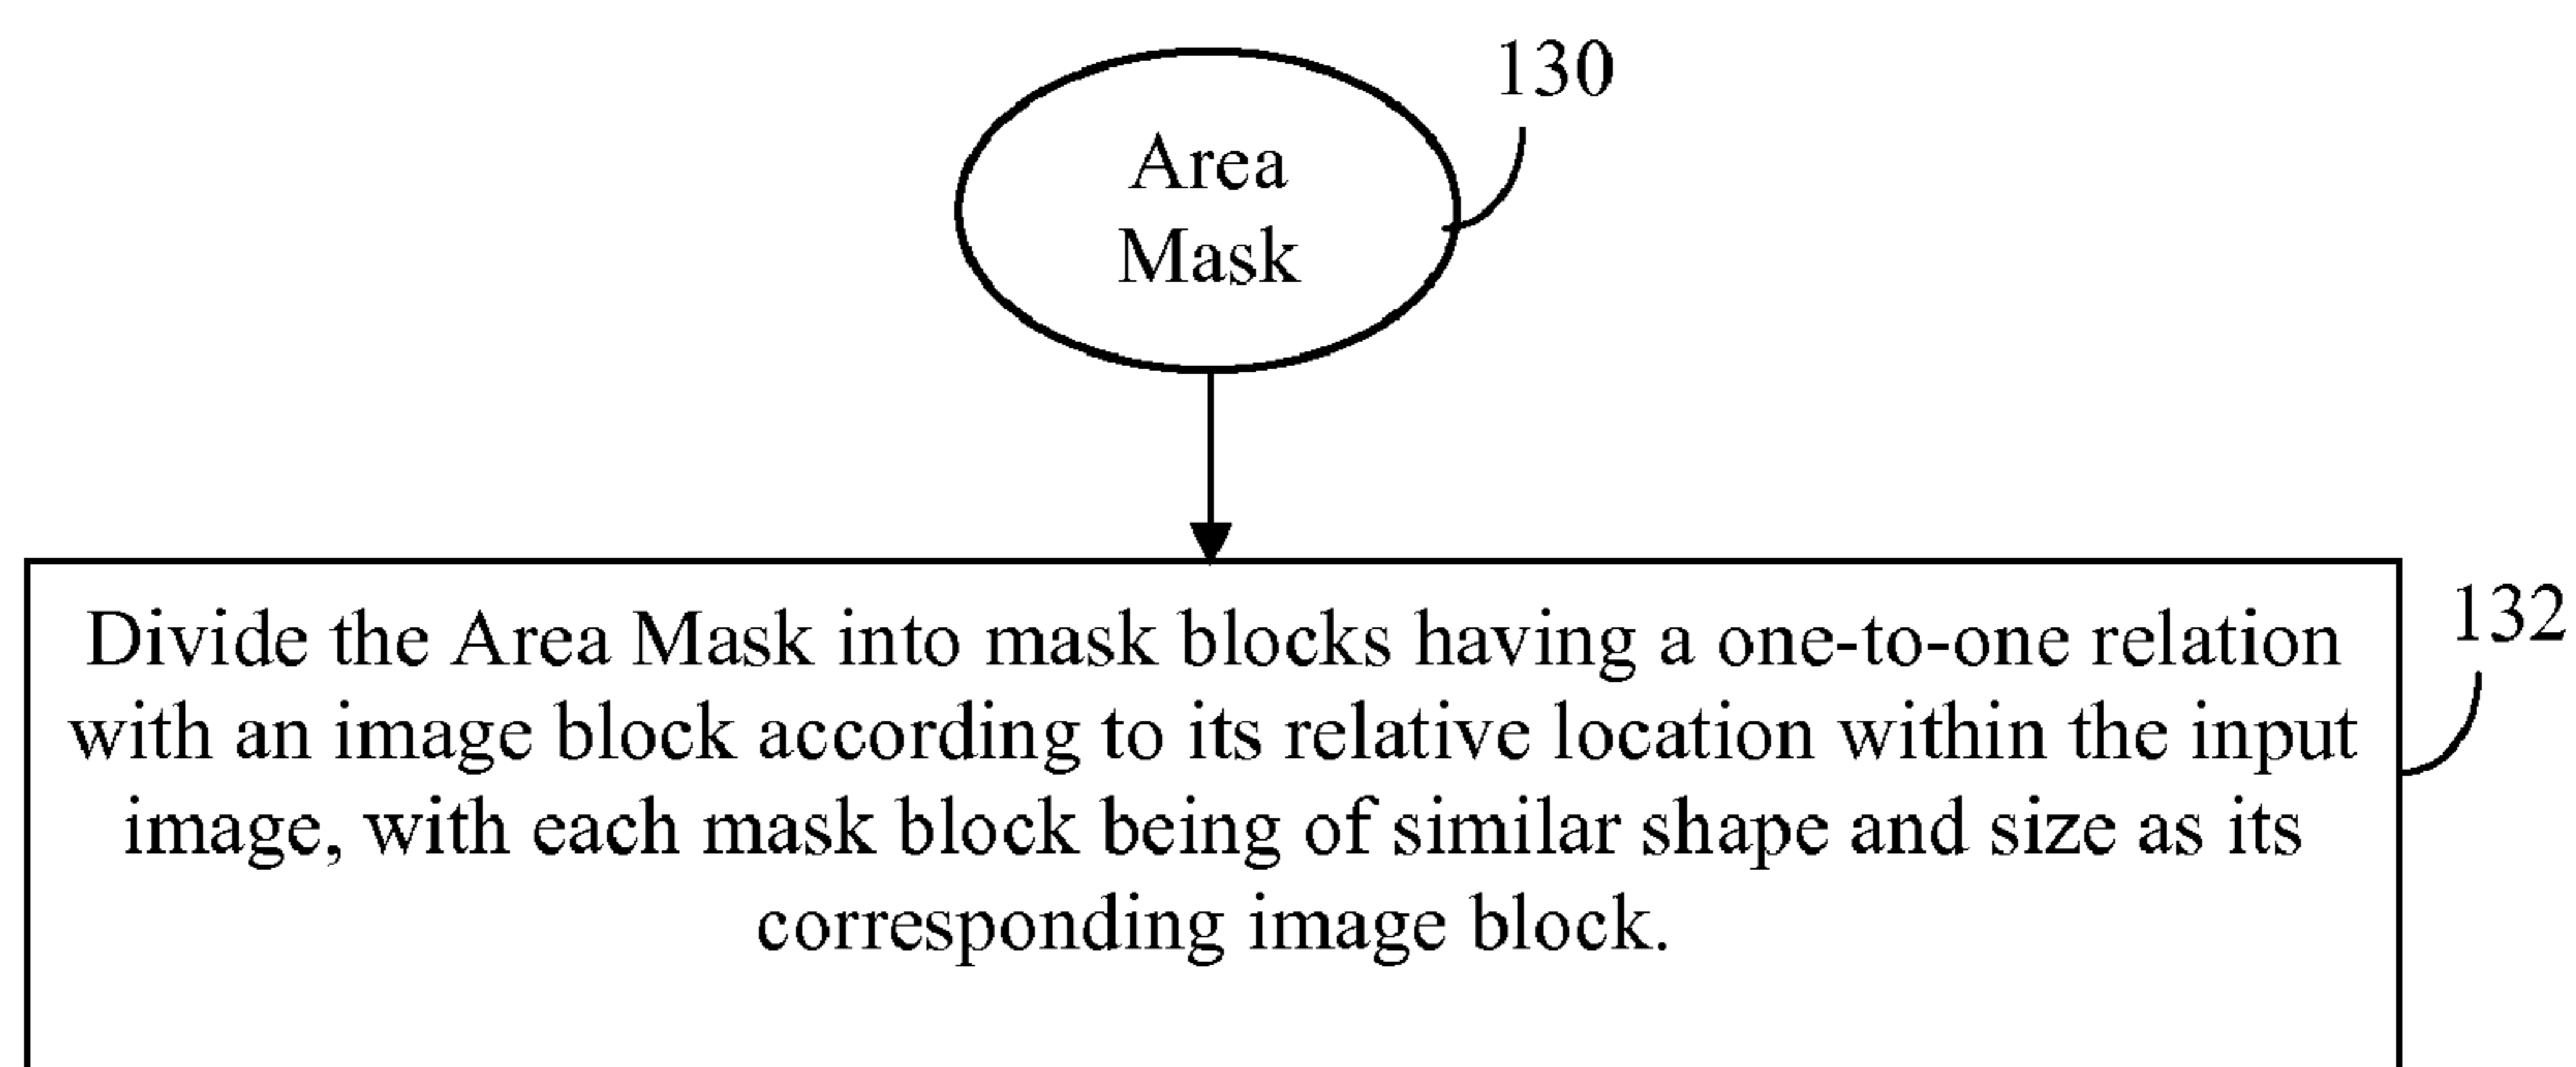 130
Area
Mask
132
Divide the Area Mask into mask blocks having a one-to-one relation
with an image block according to its relative location within the input
image, with each mask block being of similar shape and size as its
corresponding image block.